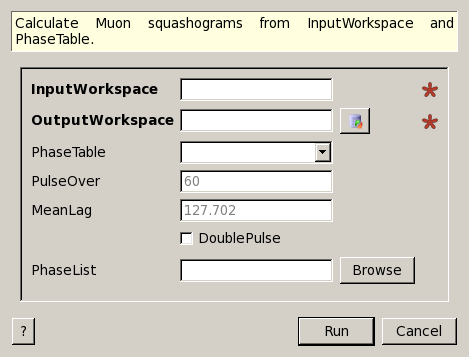 Calculate Muon squashograms from InputWorkspace and
PhaseTable.
InputWorkspace
OutputWorkspace
PhaseTable
PulseOver 60
MeanLag 127.702
DoublePulse
PhaseList Browse
? Run Cancel